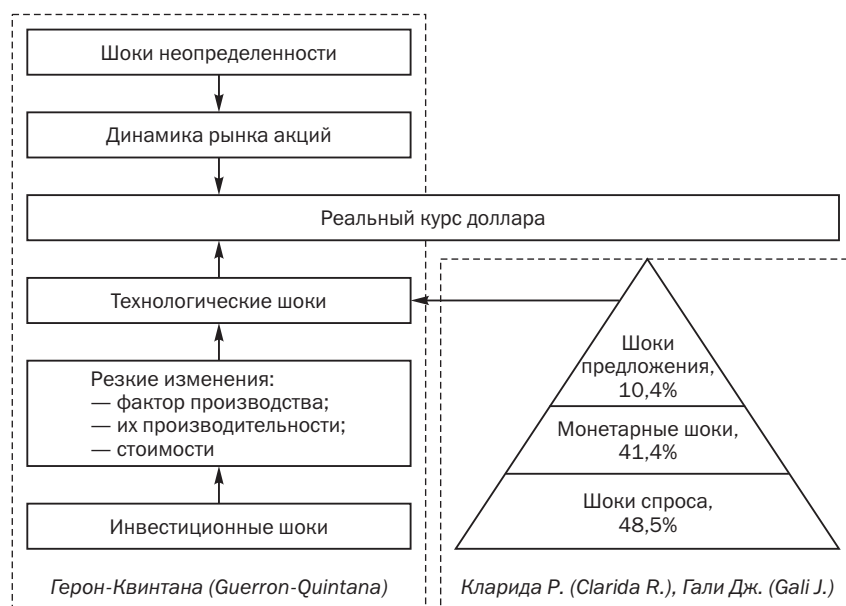 Шоки неопределенности
Динамика рынка акций
Реальный курс доллара
Технологические шоки
Резкие изменения:
— фактор производства;
— их производительности;
— стоимости
Инвестиционные шоки
Герон-Квинтана (Guerron-Quintana)
Шоки
предложения,
10,4%
Монетарные шоки,
41,4%
Шоки спроса,
48,5%
Кларида Р. (Clarida R.), Гали Дж. (Gali J.)